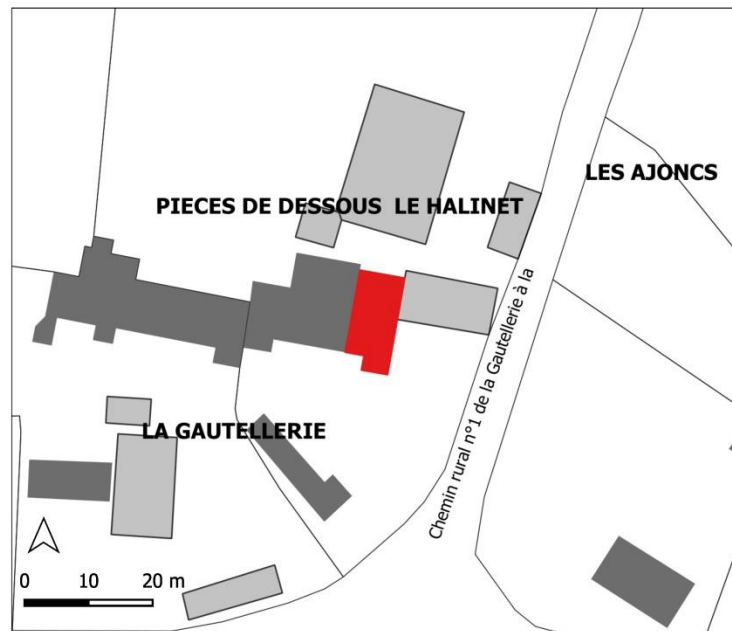 LES AJONCS
PIECES DE DESSOUS LE HALINET
Chemin rural n°1 de la Gautellerie à la
LA GAUTELLERIE
0 10 20 m